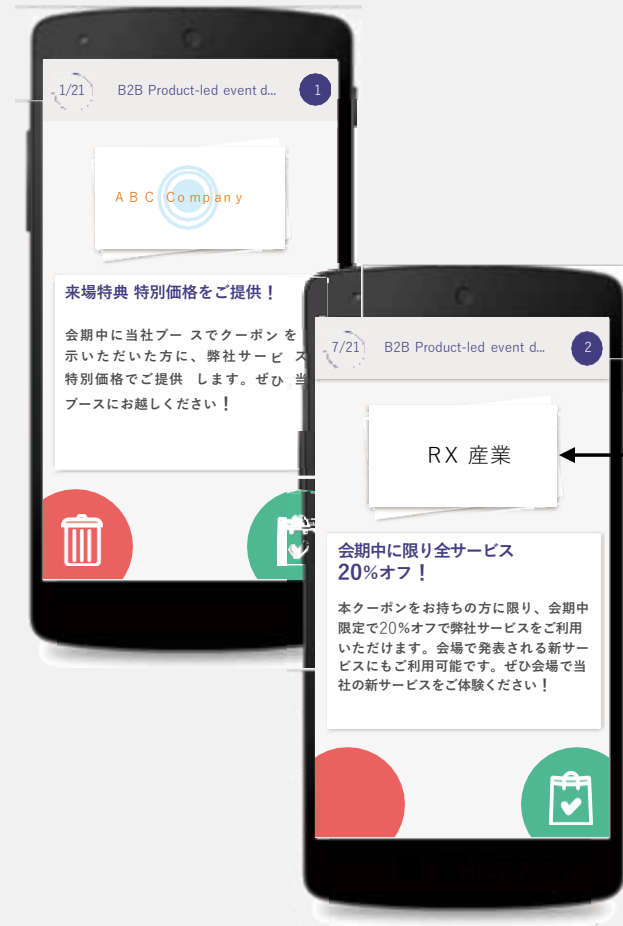 1/21
B2B Product-led event d...
1
ABC Company
来場特典 特別価格をご提供！
会期中に当社ブースでクーポンを
示いただいた方に、弊社サービス
特別価格でご提供 します。ぜひ 当
ブースにお越しください！
7/21
B2B Product-led event d...
2
RX 産業
会期中に限り全サービス
20%オフ！
本クーポンをお持ちの方に限り、会期中
限定で20%オフで弊社サービスをご利用
いただけます。会場で発表される新サー
ビスにもご利用可能です。ぜひ会場で当
社の新サービスをご体験ください！